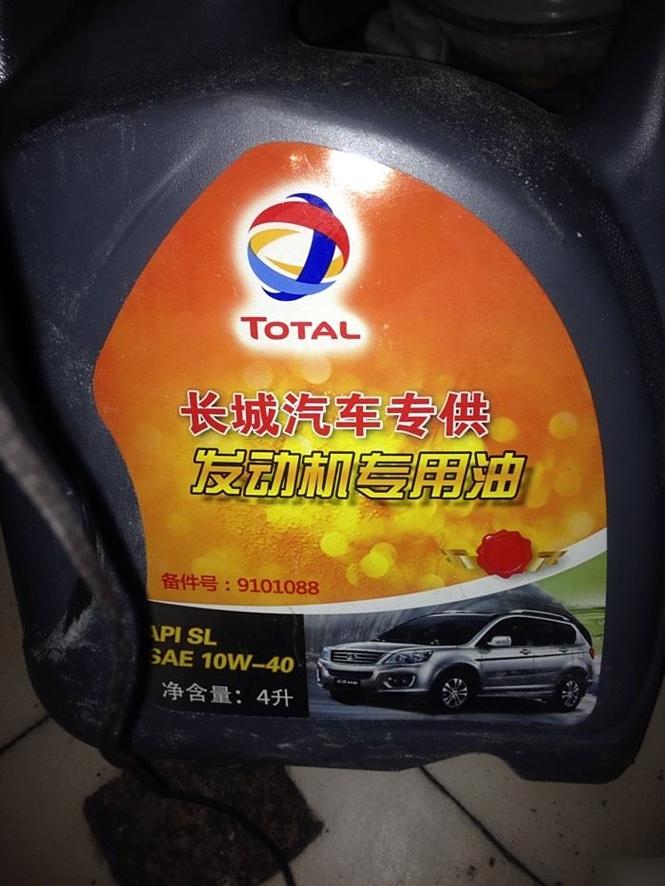 TOTAL
长城汽车专供
发动机专用油
备件号：9101088
API SL
SAE 10W-40
净含量：4升